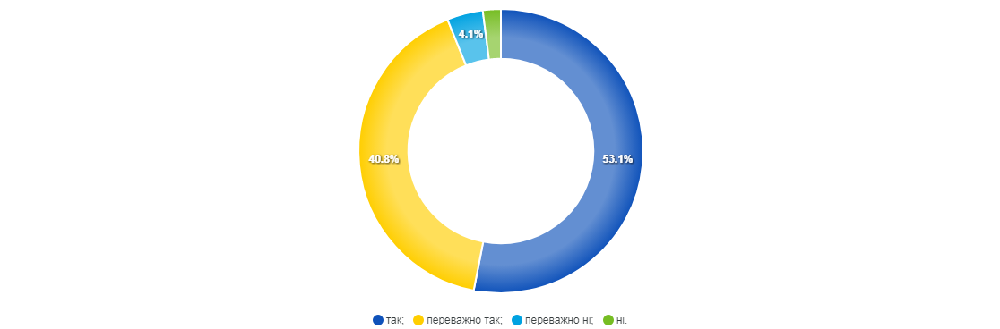 4.1%
40.8%
53.1%
так; переважно так; переважно ні; ні.